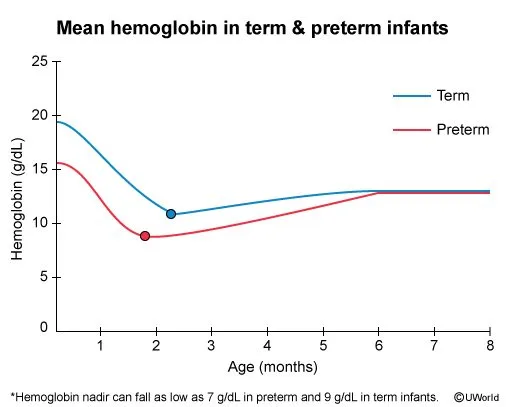 Mean hemoglobin in term & preterm infants
25
20
15
10
5
0
Hemoglobin (g/dL)
Term
Preterm
1 2 3 4 5 6 7 8
Age (months)
*Hemoglobin nadir can fall as low as 7 g/dL in preterm and 9 g/dL in term infants. ©UWorld